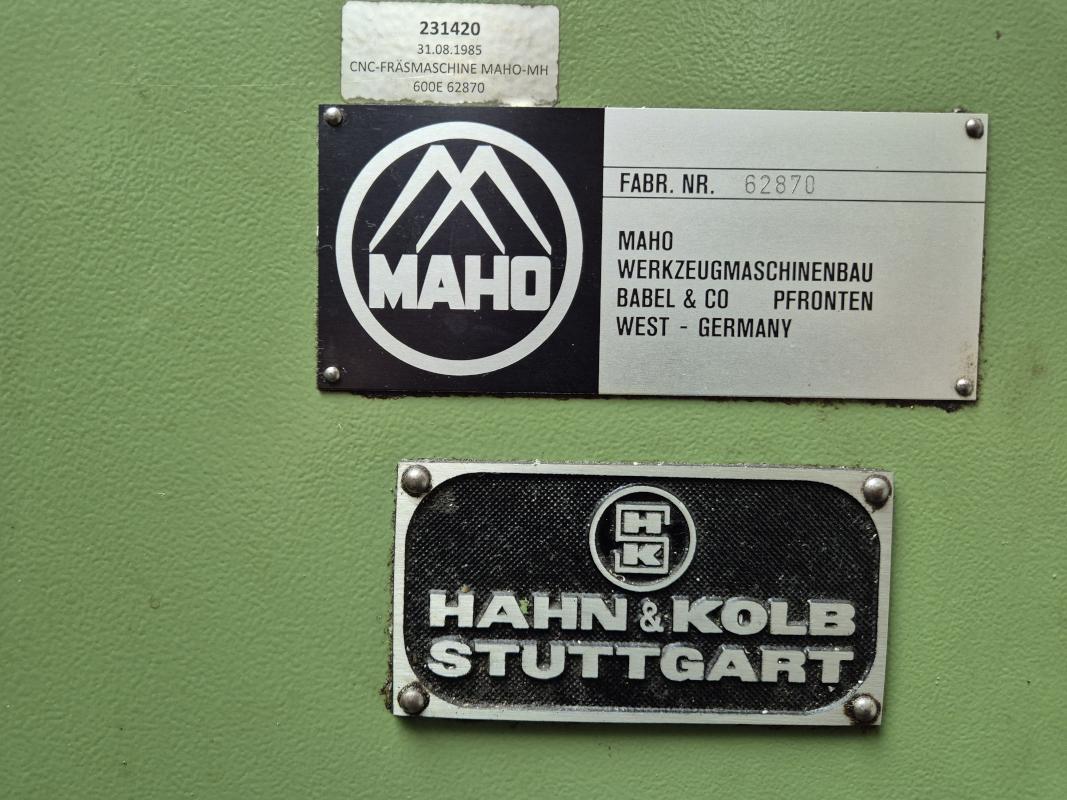 231420
31.08.1985
CNC-FRÄSMASCHINE MAHO-MH
600E 62870
MAHO
FABR. NR. 62870
MAHO
WERKZEUGMASCHINENBAU
BABEL & CO PFRONTEN
WEST - GERMANY
H
K
HAHN & KOLB
STUTTGART